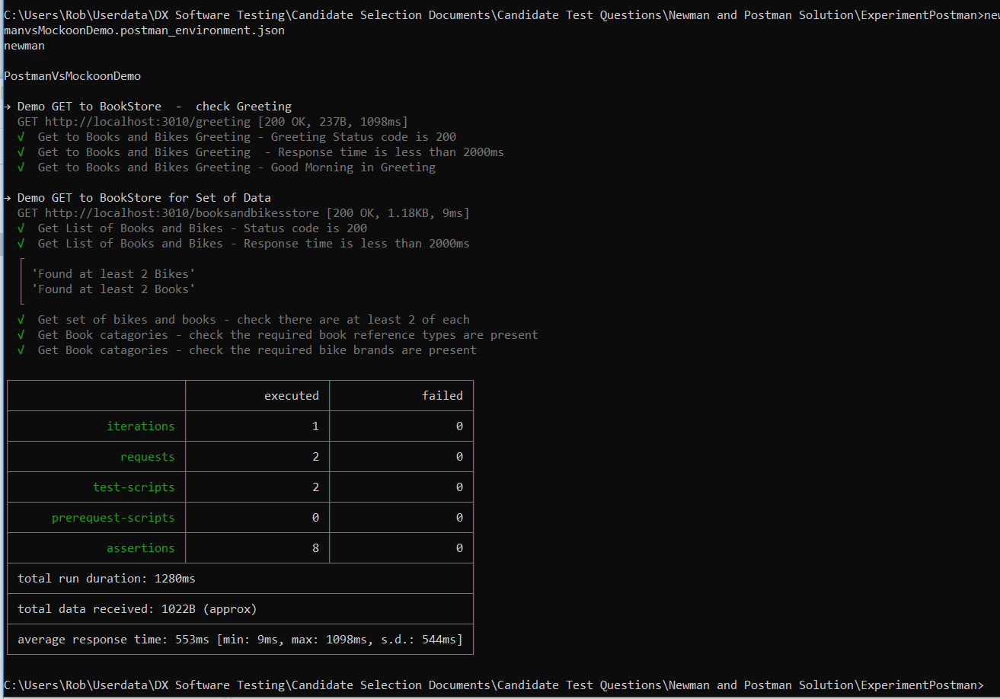 C:\Users\Rob\Userdata\DX Software Testing\Candidate Selection Documents\Candidate Test Questions\Newman and Postman Solution\ExperimentPostman>
manvsMockoonDemo.postman_environment.json
newman
PostmanVsMockoonDemo
→ Demo GET to BookStore  -  check Greeting
GET http://localhost:3010/greeting [200 OK, 237B, 1098ms]
√  Get to Books and Bikes Greeting - Greeting Status code is 200
√  Get to Books and Bikes Greeting  - Response time is less than 2000ms
√  Get to Books and Bikes Greeting - Good Morning in Greeting
→ Demo GET to BookStore for Set of Data
GET http://localhost:3010/booksandbikesstore [200 OK, 1.18KB, 9ms]
√  Get List of Books and Bikes - Status code is 200
√  Get List of Books and Bikes - Response time is less than 2000ms
'Found at least 2 Bikes'
'Found at least 2 Books'
√  Get set of bikes and books - check there are at least 2 of each
√  Get Book catagories - check the required book reference types are present
√  Get Book catagories - check the required bike brands are present
executed failed
iterations 1 0
requests 2 0
test-scripts 2 0
prerequest-scripts 0 0
assertions 8 0
total run duration: 1280ms
total data received: 1022B (approx)
average response time: 553ms [min: 9ms, max: 1098ms, s.d.: 544ms]
C:\Users\Rob\Userdata\DX Software Testing\Candidate Selection Documents\Candidate Test Questions\Newman and Postman Solution\ExperimentPostman>